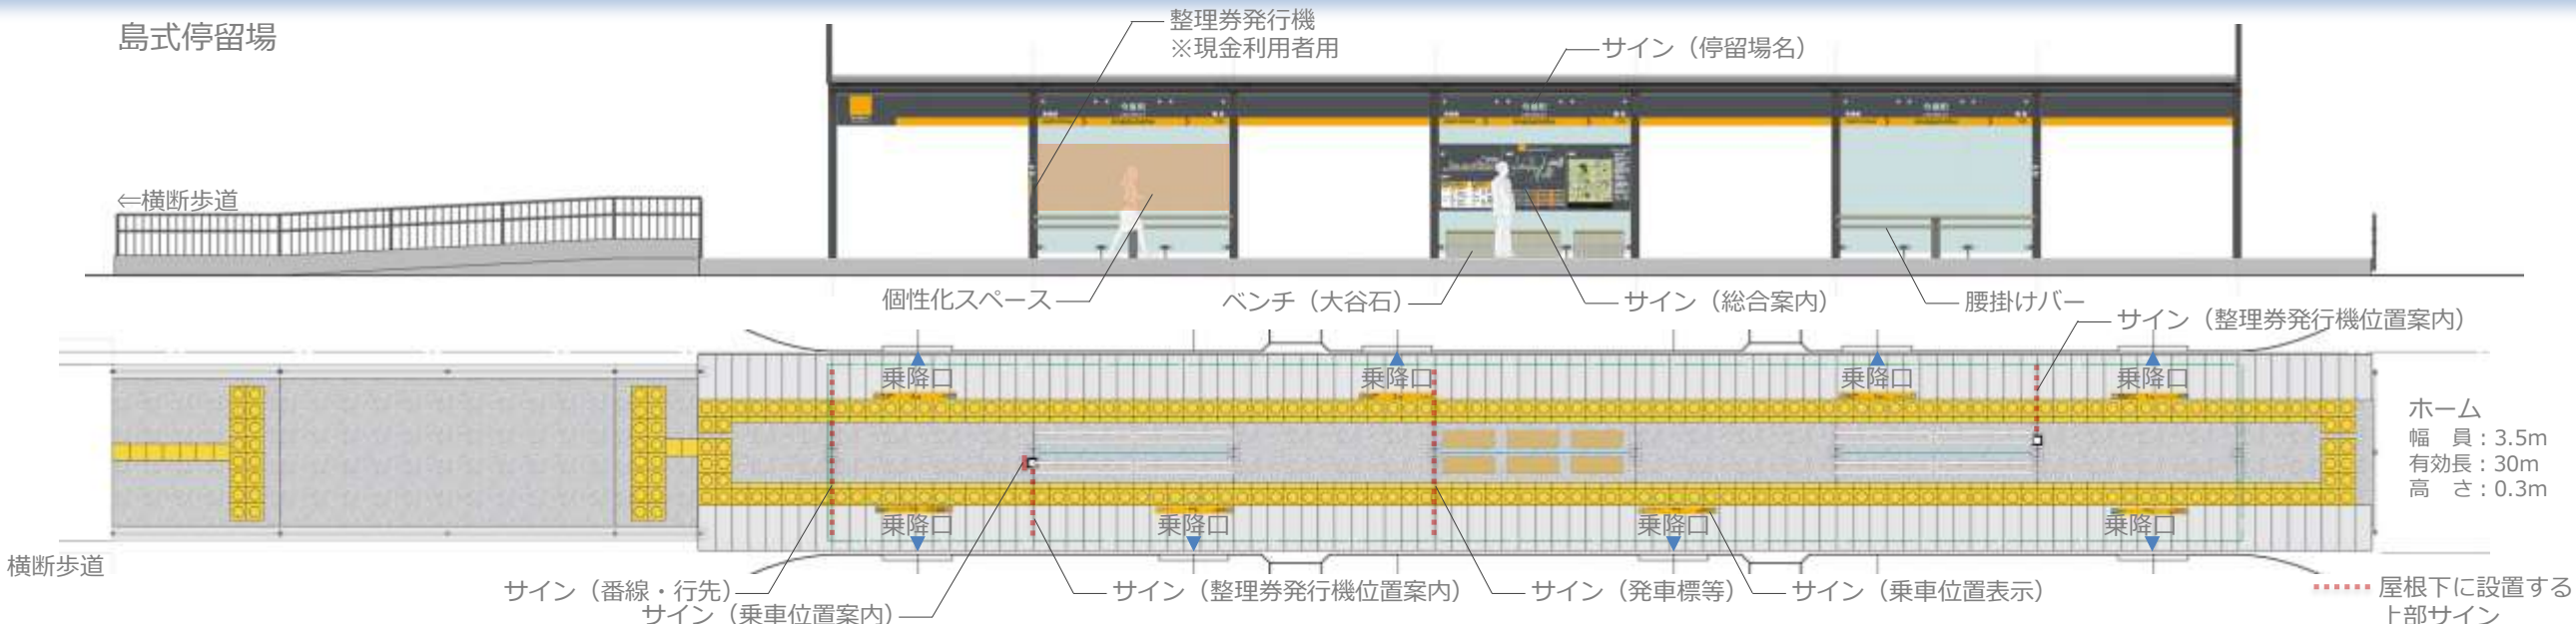 島式停留場
整理券発行機
※現金利用者用
サイン（停留場名）
⇐横断歩道
個性化スペース
ベンチ（大谷石）
サイン（総合案内）
腰掛けバー
サイン（整理券発行機位置案内）
乗降口
乗降口
乗降口
乗降口
ホーム
幅　員：3.5m
有効長：30m
高　さ：0.3m
乗降口
乗降口
乗降口
乗降口
横断歩道
サイン（番線・行先）
サイン（乗車位置案内）
サイン（整理券発行機位置案内）
サイン（発車標等）
サイン（乗車位置表示）
屋根下に設置する
上部サイン